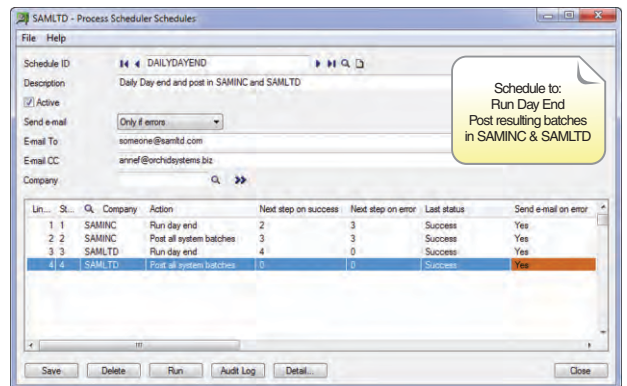 SAMLTD - Process Scheduler Schedules
File Help
Schedule ID DAILYDAYEND
Description Daily Day end and post in SAMINC and SAMLTD
Active
Send e-mail Only if errors
E-mail To someone@samltd.com
E-mail CC annef@orchidsystems.biz
Company
Schedule to:
Run Day End
Post resulting batches
in SAMINC & SAMLTD
Lin... St... Company Action Next step on success Next step on error Last status Send e-mail on error
1 1 SAMINC Run day end 2 3 Success Yes
2 2 SAMINC Post all system batches 3 3 Success Yes
3 3 SAMLTD Run day end 4 0 Success Yes
4 4 SAMLTD Post all system batches 0 0 Success Yes
Save Delete Run Audit Log Detail... Close